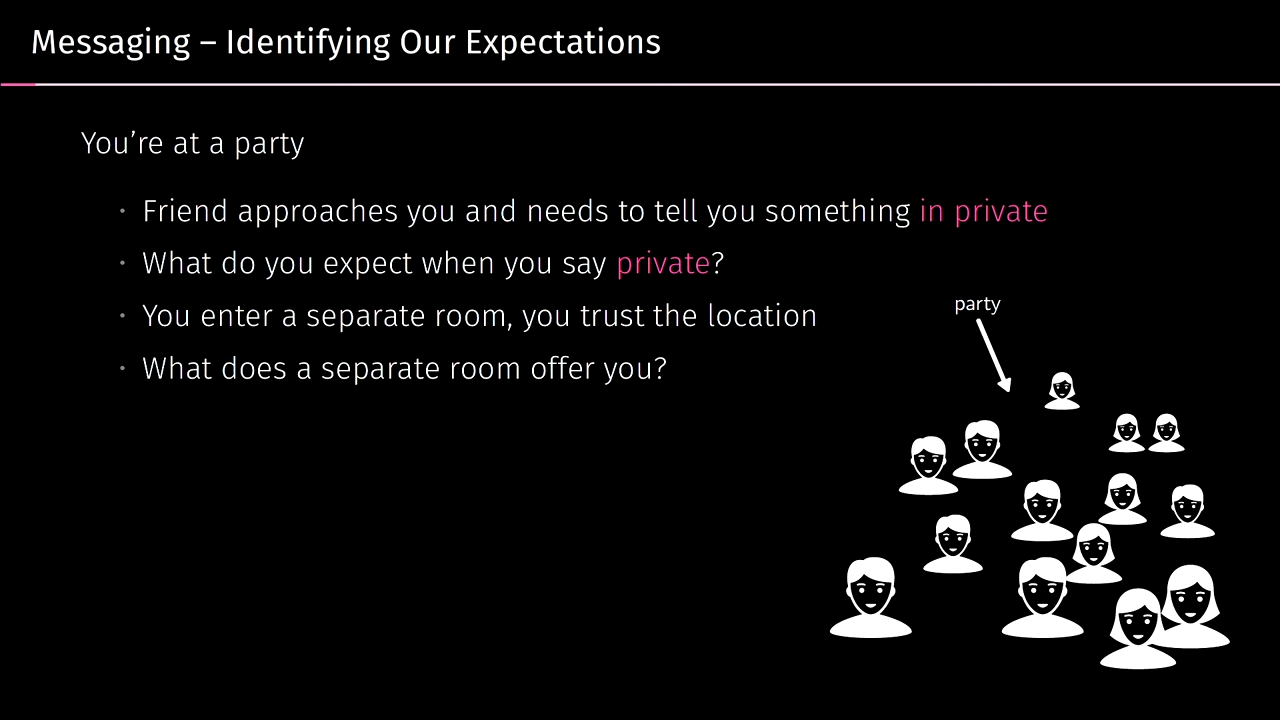 Messaging – Identifying Our Expectations
You’re at a party
• Friend approaches you and needs to tell you something in private
• What do you expect when you say private?
• You enter a separate room, you trust the location
• What does a separate room offer you?
party